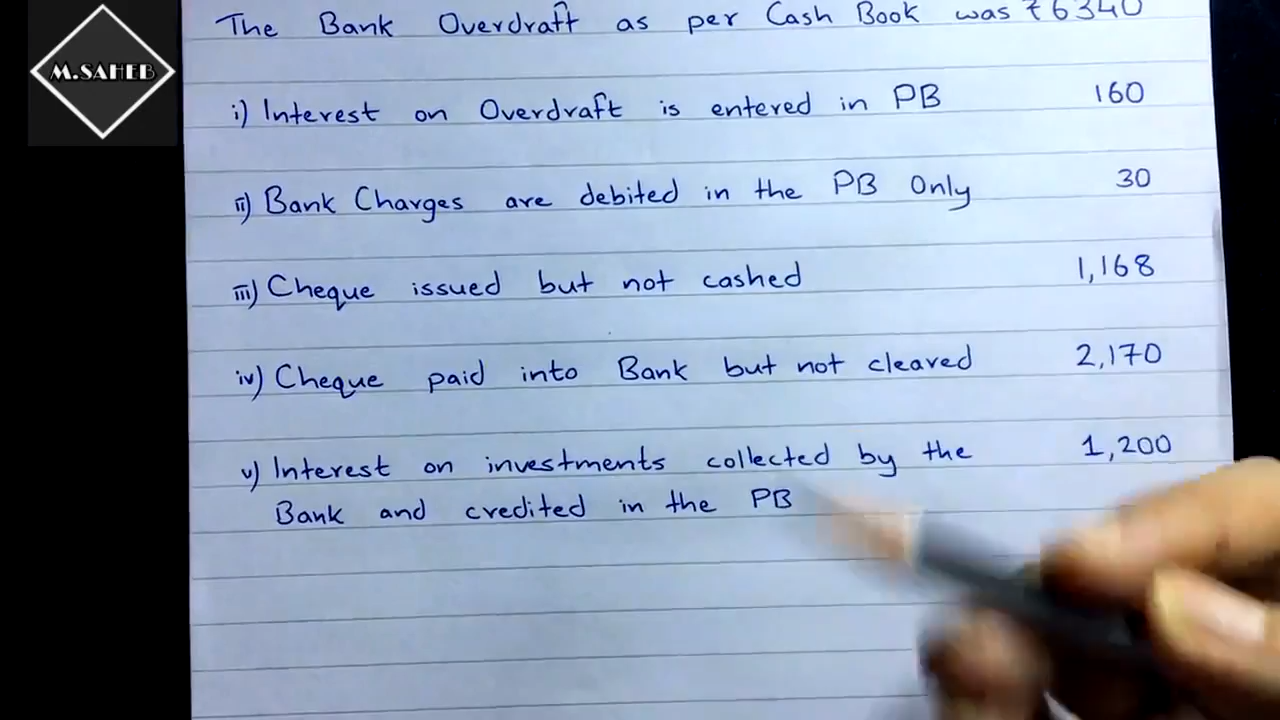 M.SAHEB
The Bank Overdraft as per Cash Book was ₹6340
i) Interest on Overdraft is entered in PB 160
ii) Bank Charges are debited in the PB Only 30
iii) Cheque issued but not cashed 1,168
iv) Cheque paid into Bank but not cleared 2,170
v) Interest on investments collected by the 1,200
Bank and credited in the PB